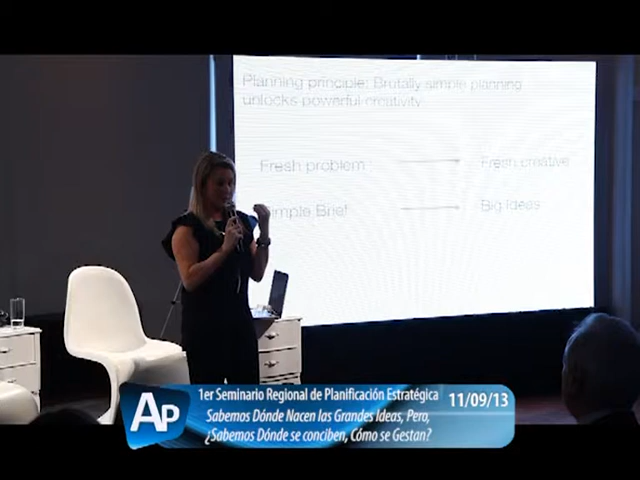 Planning principle: Brutally simple planning
unlocks powerful creativity
Fresh problem
Fresh creative
Simple Brief
Big Ideas
Ap
1er Seminario Regional de Planificación Estratégica
11/09/13
Sabemos Dónde Nacen las Grandes Ideas, Pero,
¿Sabemos Dónde se conciben, Cómo se Gestan?